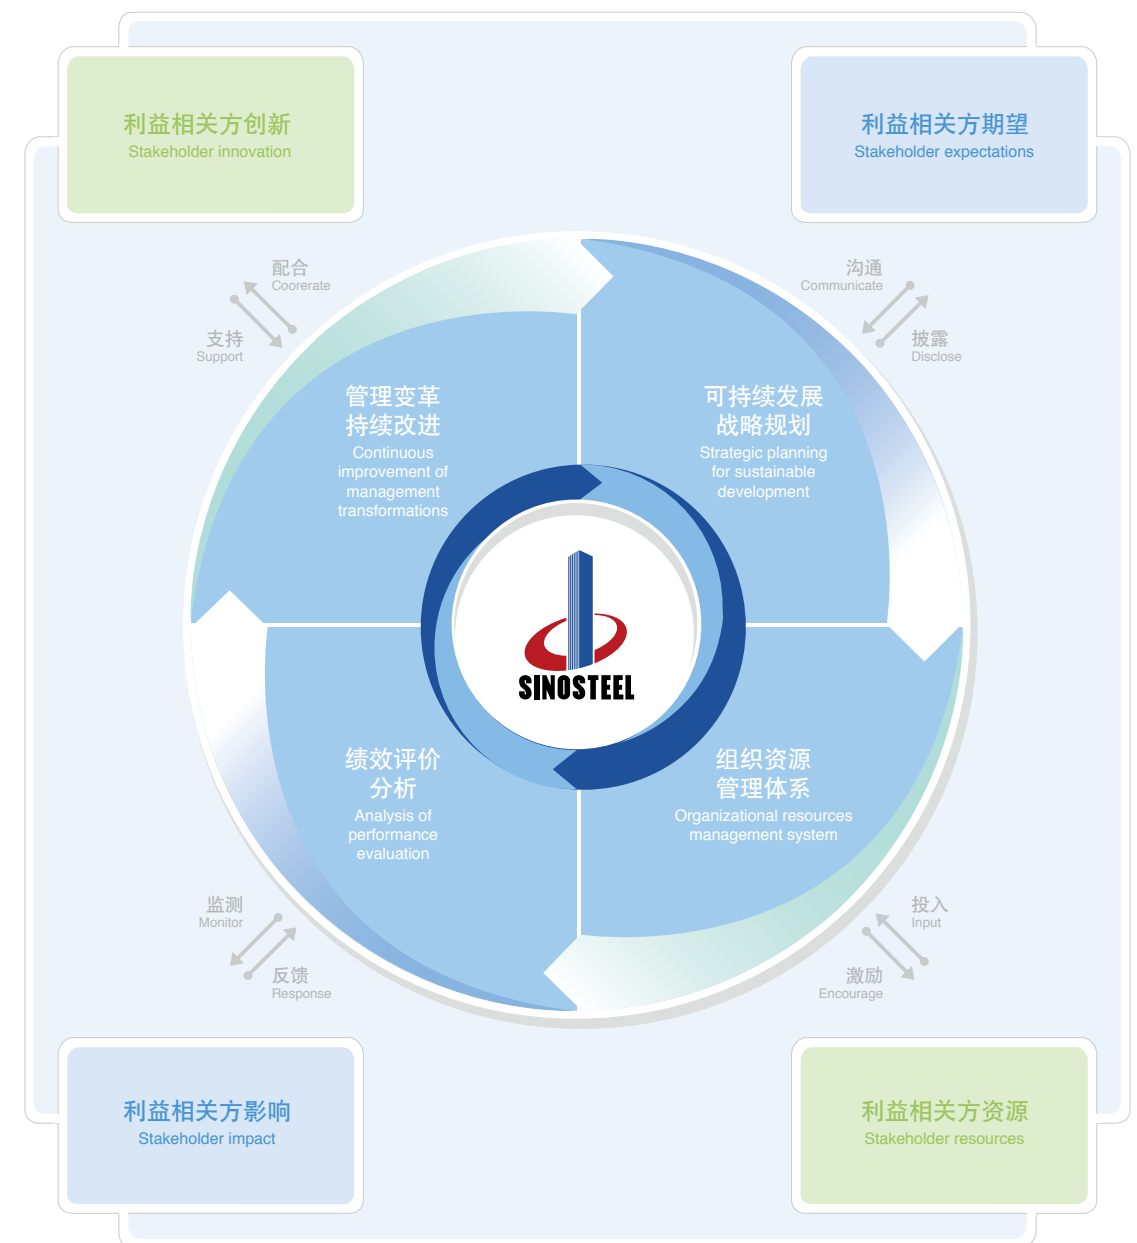 利益相关方创新
Stakeholder innovation
利益相关方期望
Stakeholder expectations
配合
Coorerate
支持
Support
沟通
Communicate
披露
Disclose
管理变革
持续改进
Continuous
improvement of
management
transformations
可持续发展
战略规划
Strategic planning
for sustainable
development
SINOSTEEL
绩效评价
分析
Analysis of
performance
evaluation
组织资源
管理体系
Organizational resources
management system
监测
Monitor
反馈
Response
投入
Input
激励
Encourage
利益相关方影响
Stakeholder impact
利益相关方资源
Stakeholder resources